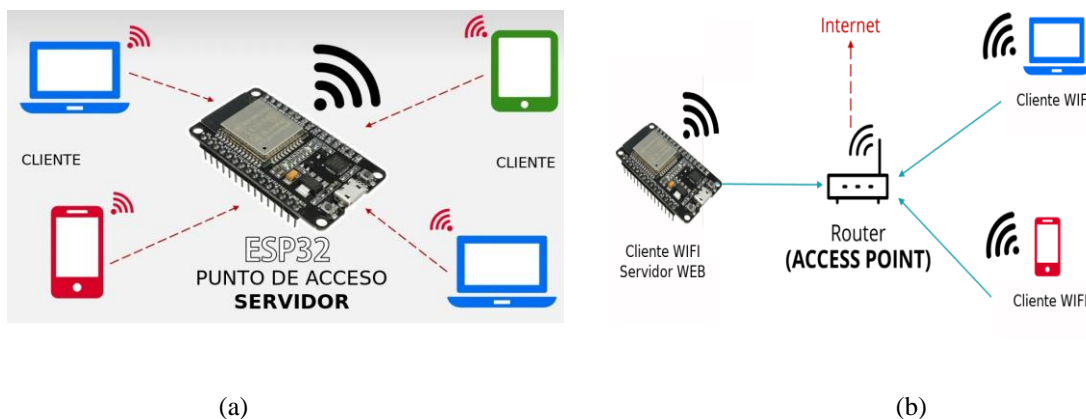 CLIENTE
CLIENTE
ESP32
PUNTO DE ACCESO
SERVIDOR
(a)
Internet
Cliente WIFI
Servidor WEB
Router
(ACCESS POINT)
Cliente WIF
Cliente WIFI
(b)